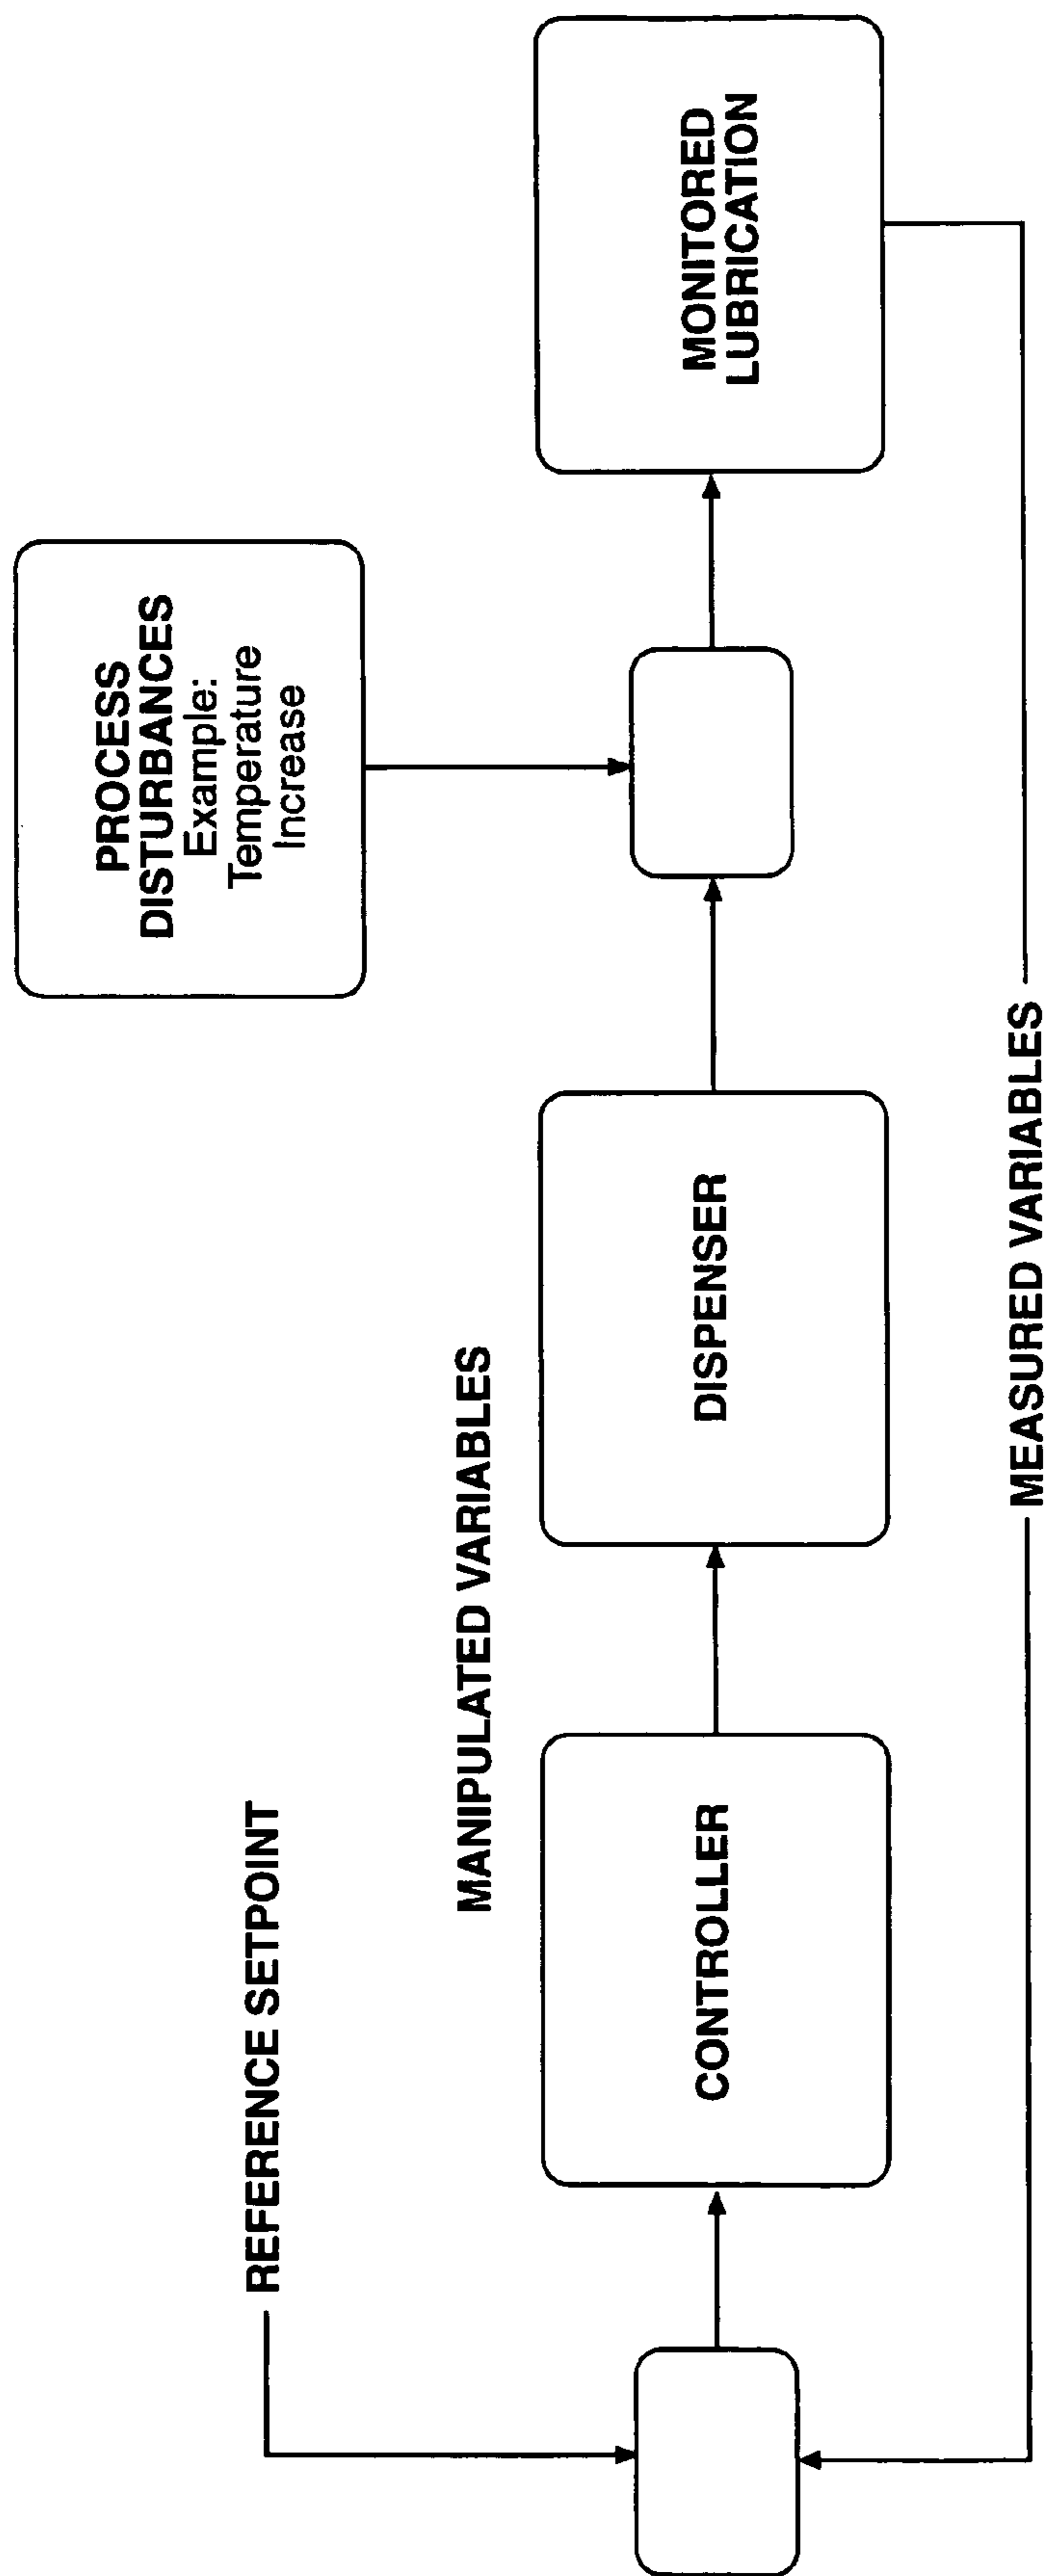 REFERENCE SETPOINT
MANIPULATED VARIABLES
PROCESS
DISTURBANCES
Example:
Temperature
Increase
CONTROLLER
DISPENSER
MONITORED
LUBRICATION
MEASURED VARIABLES